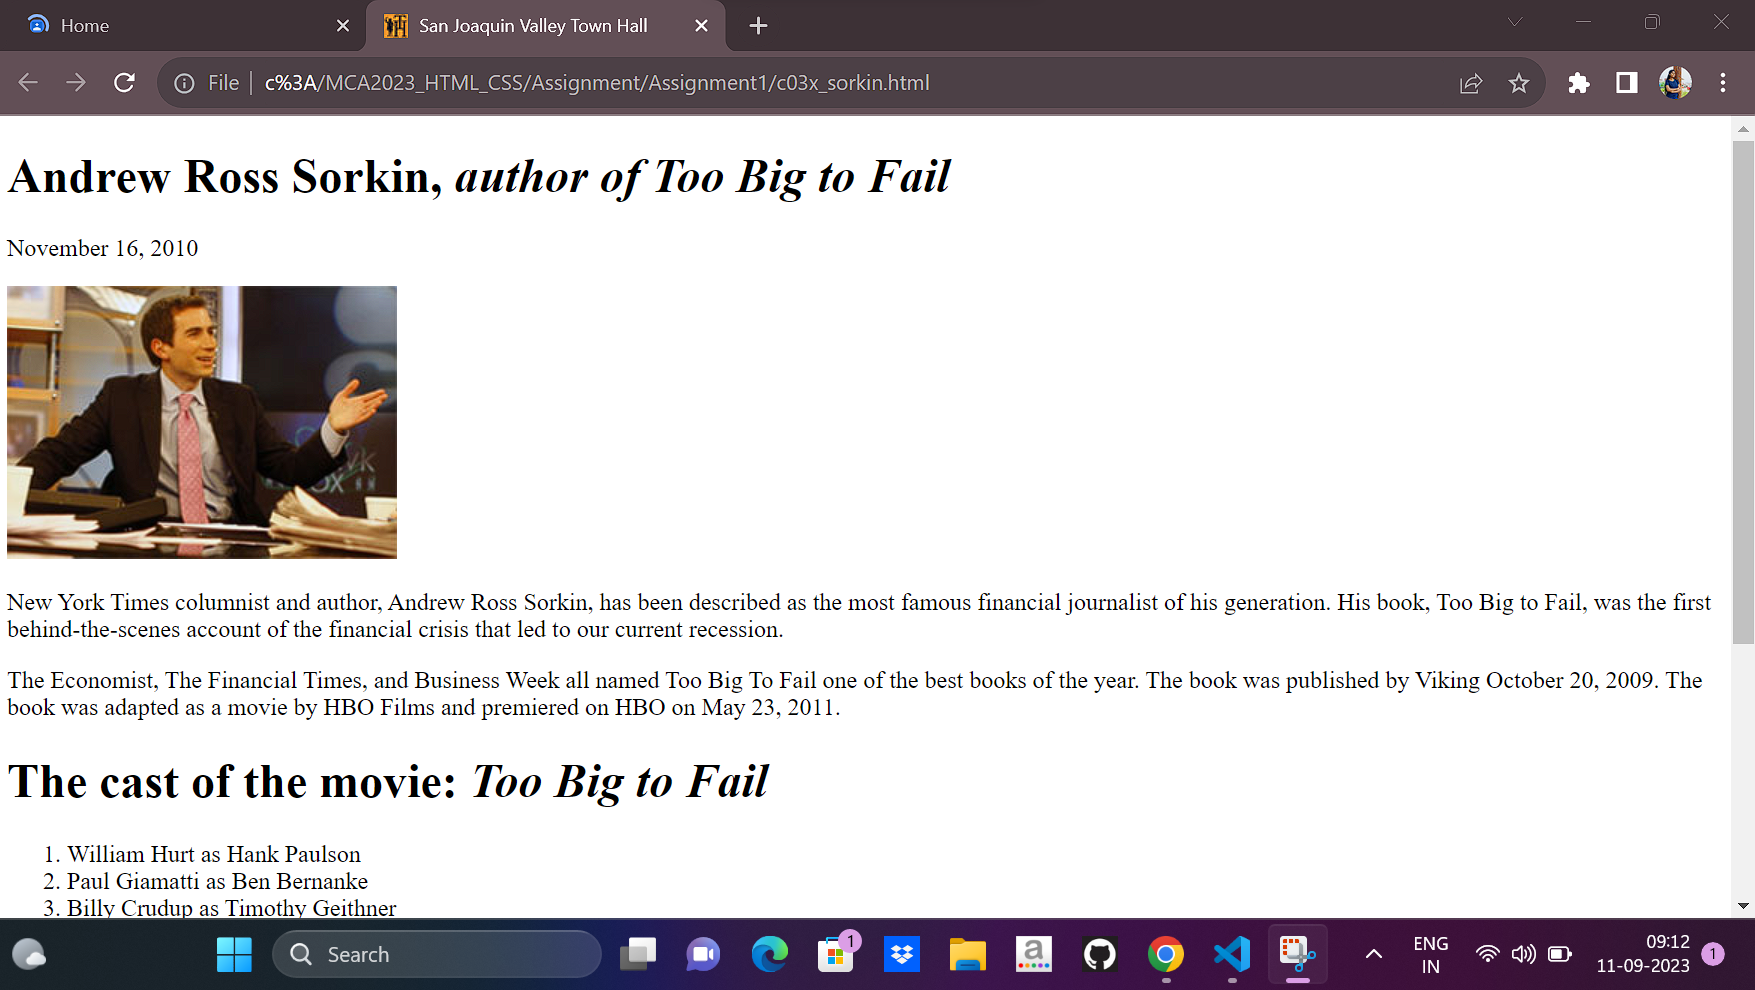 Home
San Joaquin Valley Town Hall
File
c%3A/MCA2023_HTML_CSS/Assignment/Assignment1/c03x_sorkin.html
Andrew Ross Sorkin, author of Too Big to Fail
November 16, 2010
New York Times columnist and author, Andrew Ross Sorkin, has been described as the most famous financial journalist of his generation. His book, Too Big to Fail, was the first
behind-the-scenes account of the financial crisis that led to our current recession.
The Economist, The Financial Times, and Business Week all named Too Big To Fail one of the best books of the year. The book was published by Viking October 20, 2009. The
book was adapted as a movie by HBO Films and premiered on HBO on May 23, 2011.
The cast of the movie: Too Big to Fail
1. William Hurt as Hank Paulson
2. Paul Giamatti as Ben Bernanke
3. Billy Crudup as Timothy Geithner
Search
1
a
ENG
IN
09:12
11-09-2023
1